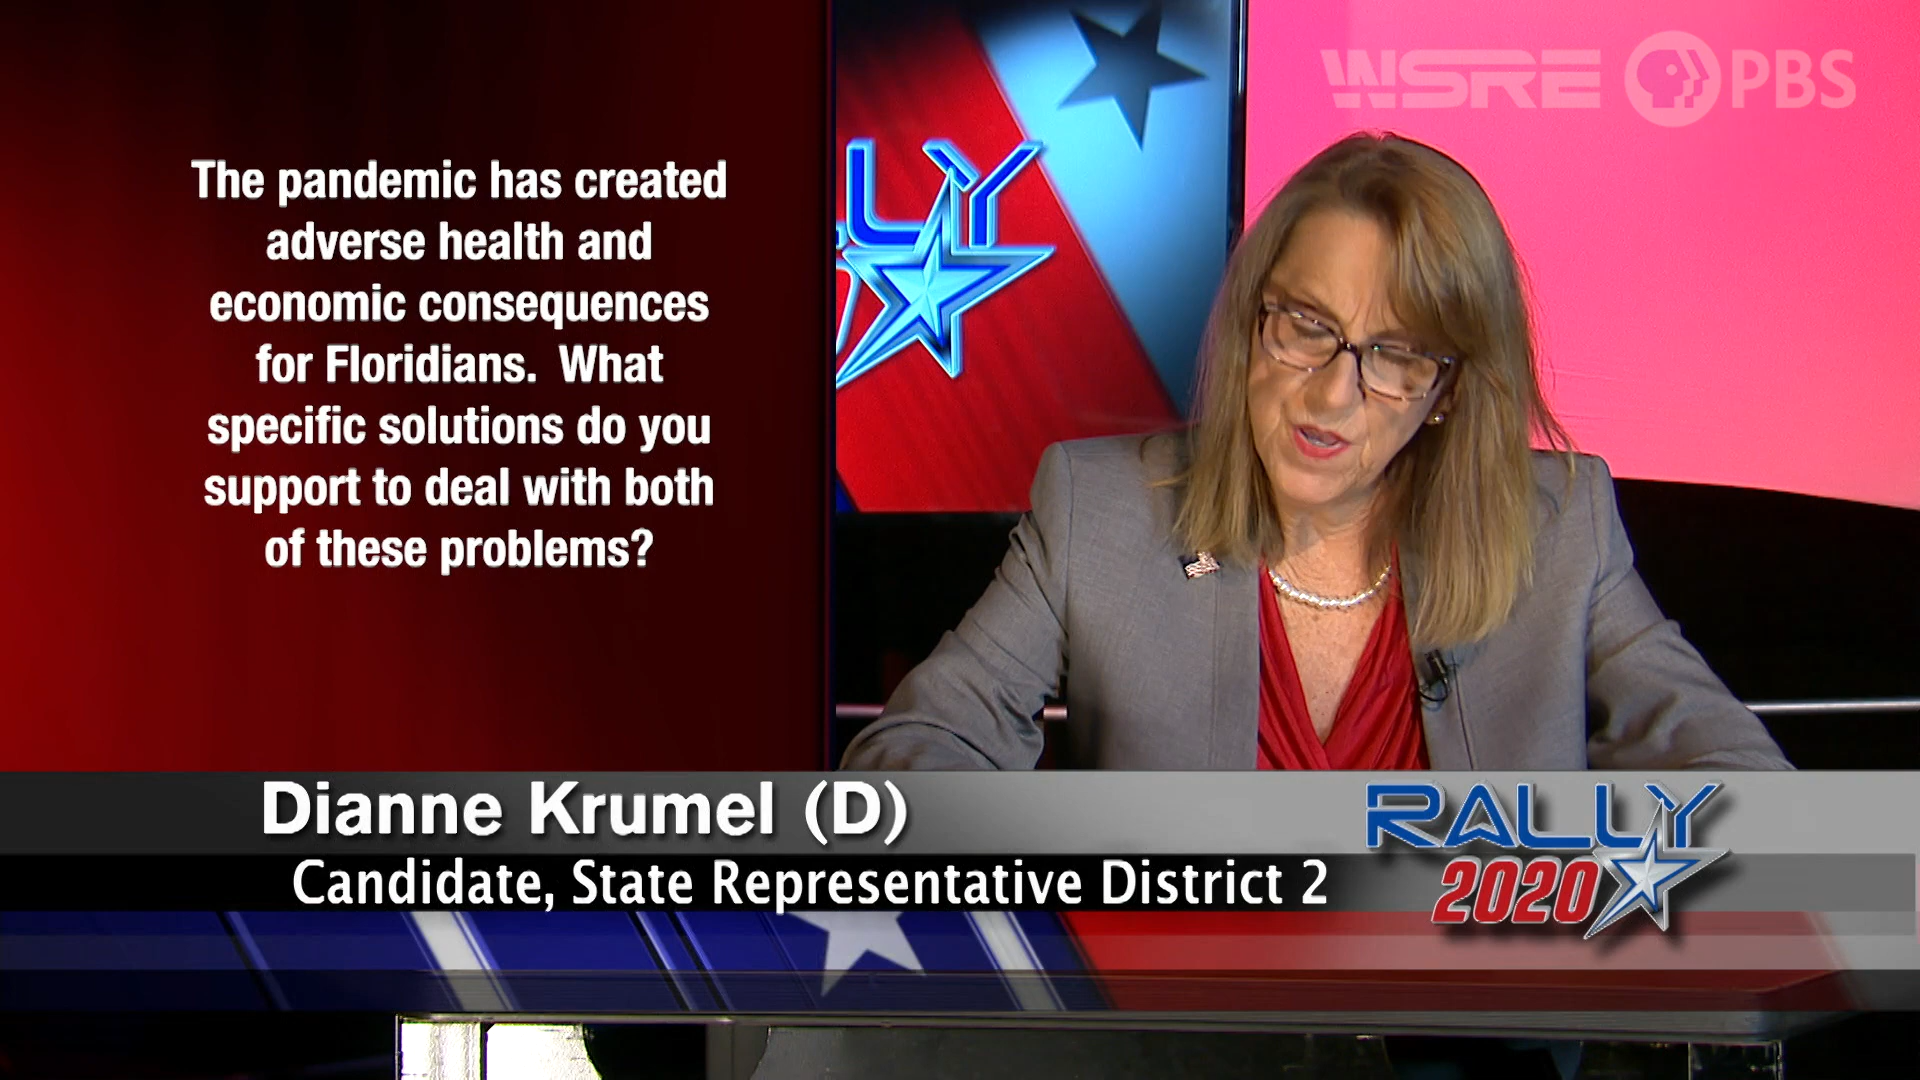 WSRE PBS
The pandemic has created
adverse health and
economic consequences
for Floridians. What
specific solutions do you
support to deal with both
of these problems?
LY
Dianne Krumel (D)
Candidate, State Representative District 2
RALLY
2020